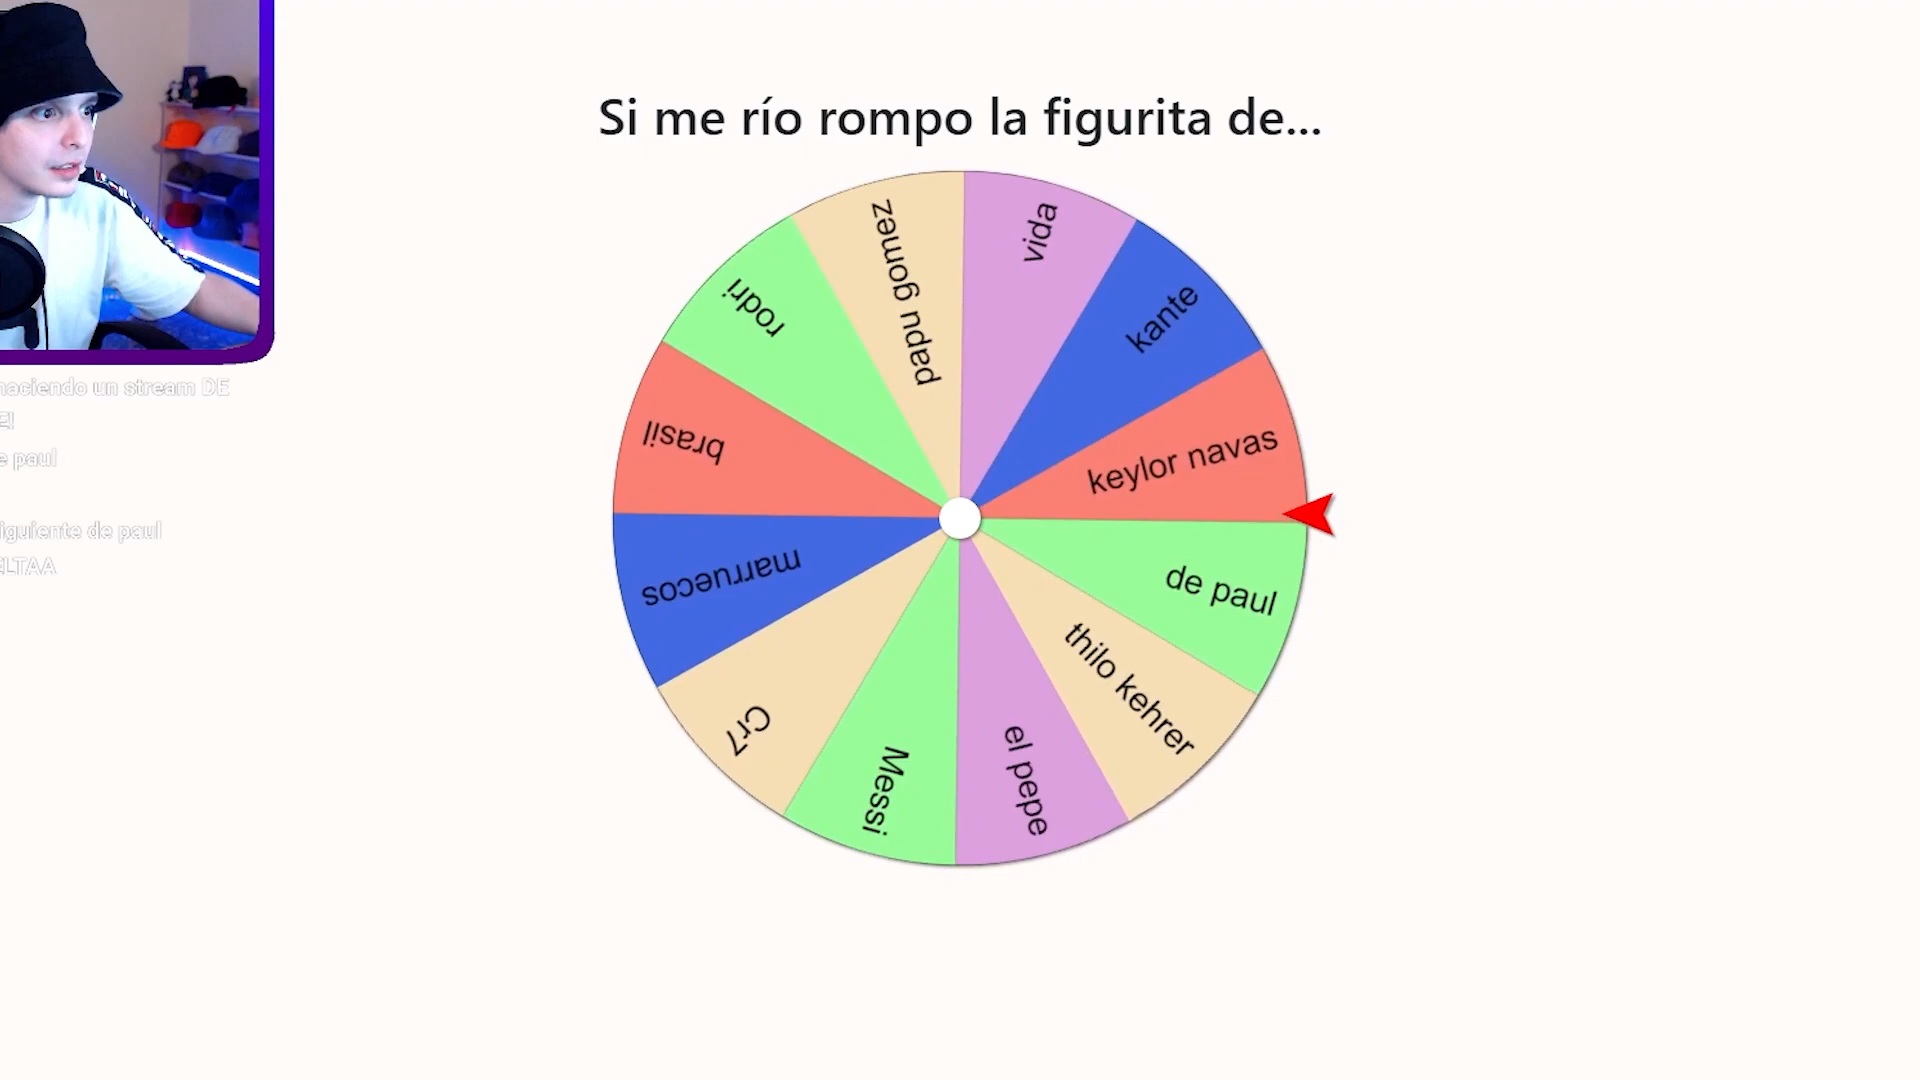 Si me río rompo la figurita de...
vida
kante
keylor navas
de paul
thilo kehrer
el pepe
Messi
Cr7
marruecos
brasil
rodri
papu gomez
haciendo un stream DE
E!
e paul
iguiente de paul
ELTAA